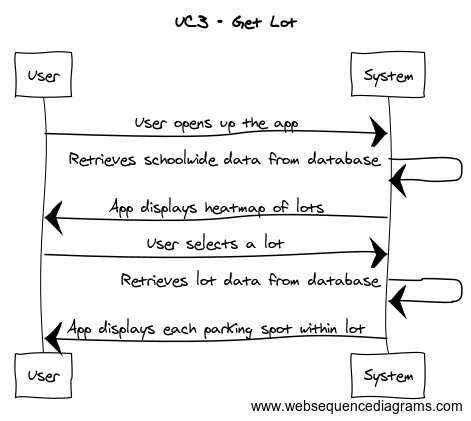 UC3 - Get Lot
User
System
User opens up the app
Retrieves schoolwide data from database
App displays heatmap of lots
User selects a lot
Retrieves lot data from database
App displays each parking spot within lot
User
System
www.websequencediagrams.com